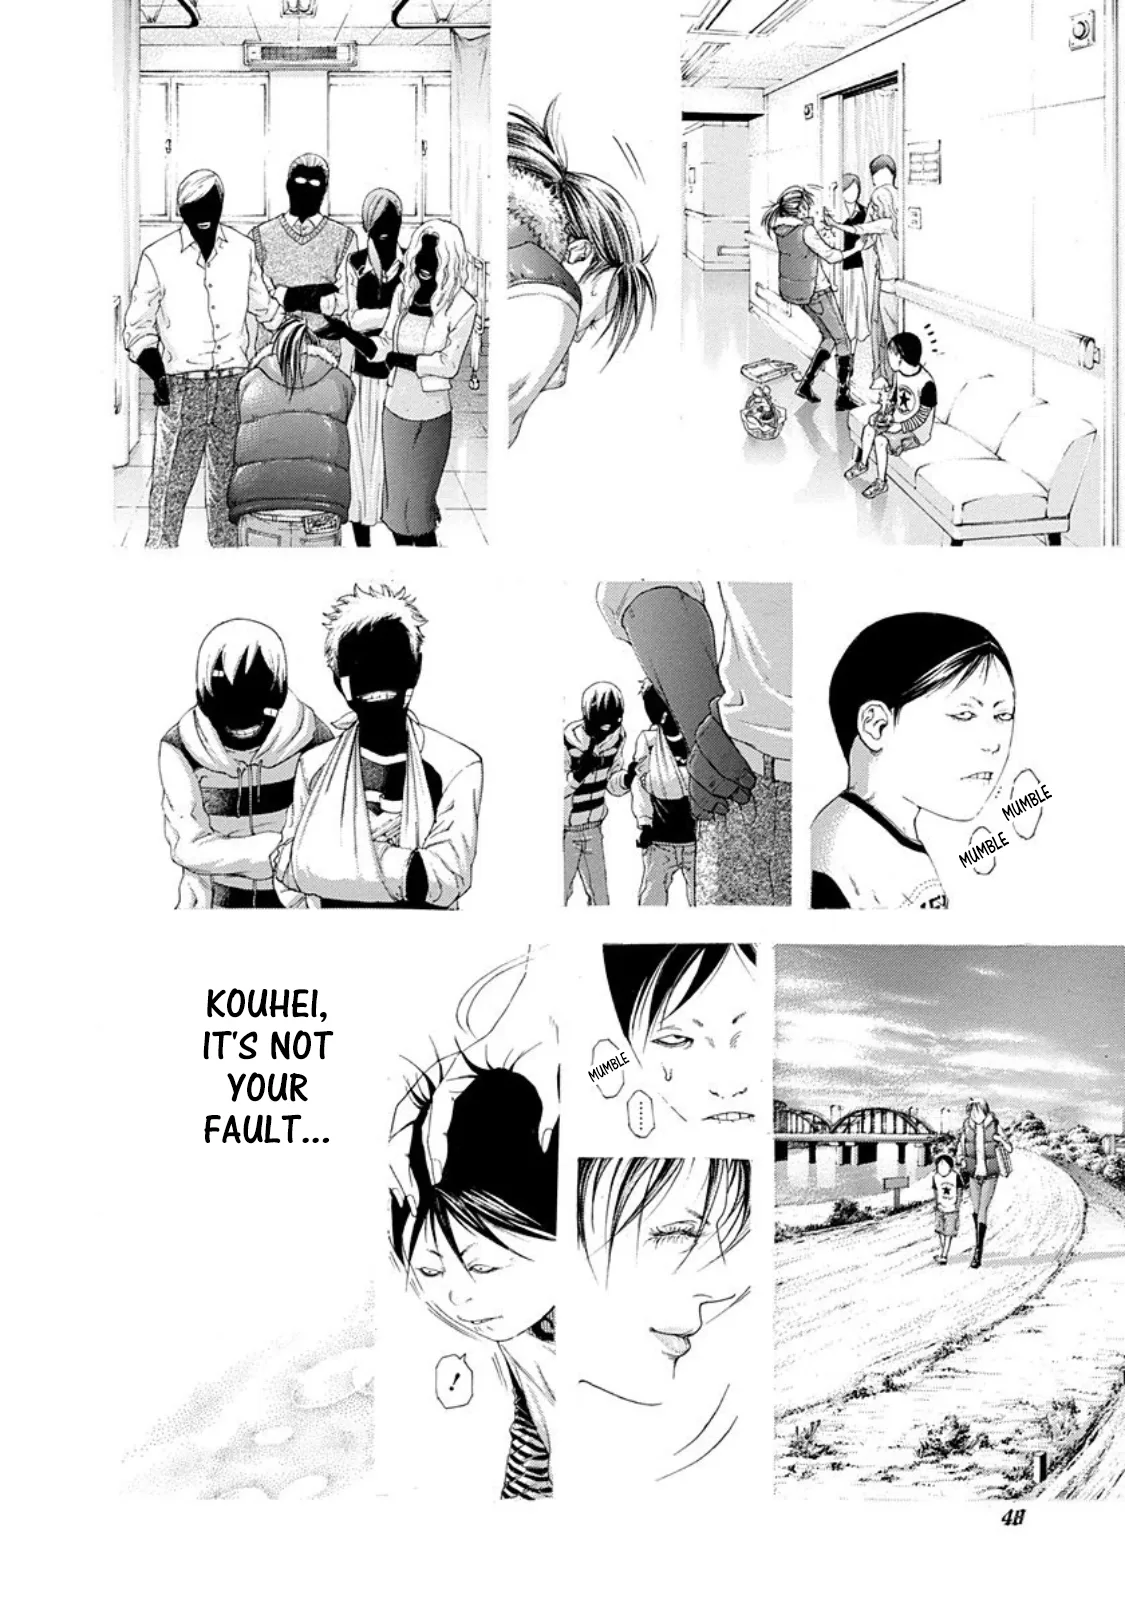 MUMBLE
MUMBLE
MUMBLE
......
!
KOUHEI,
IT'S NOT
YOUR
FAULT...
48